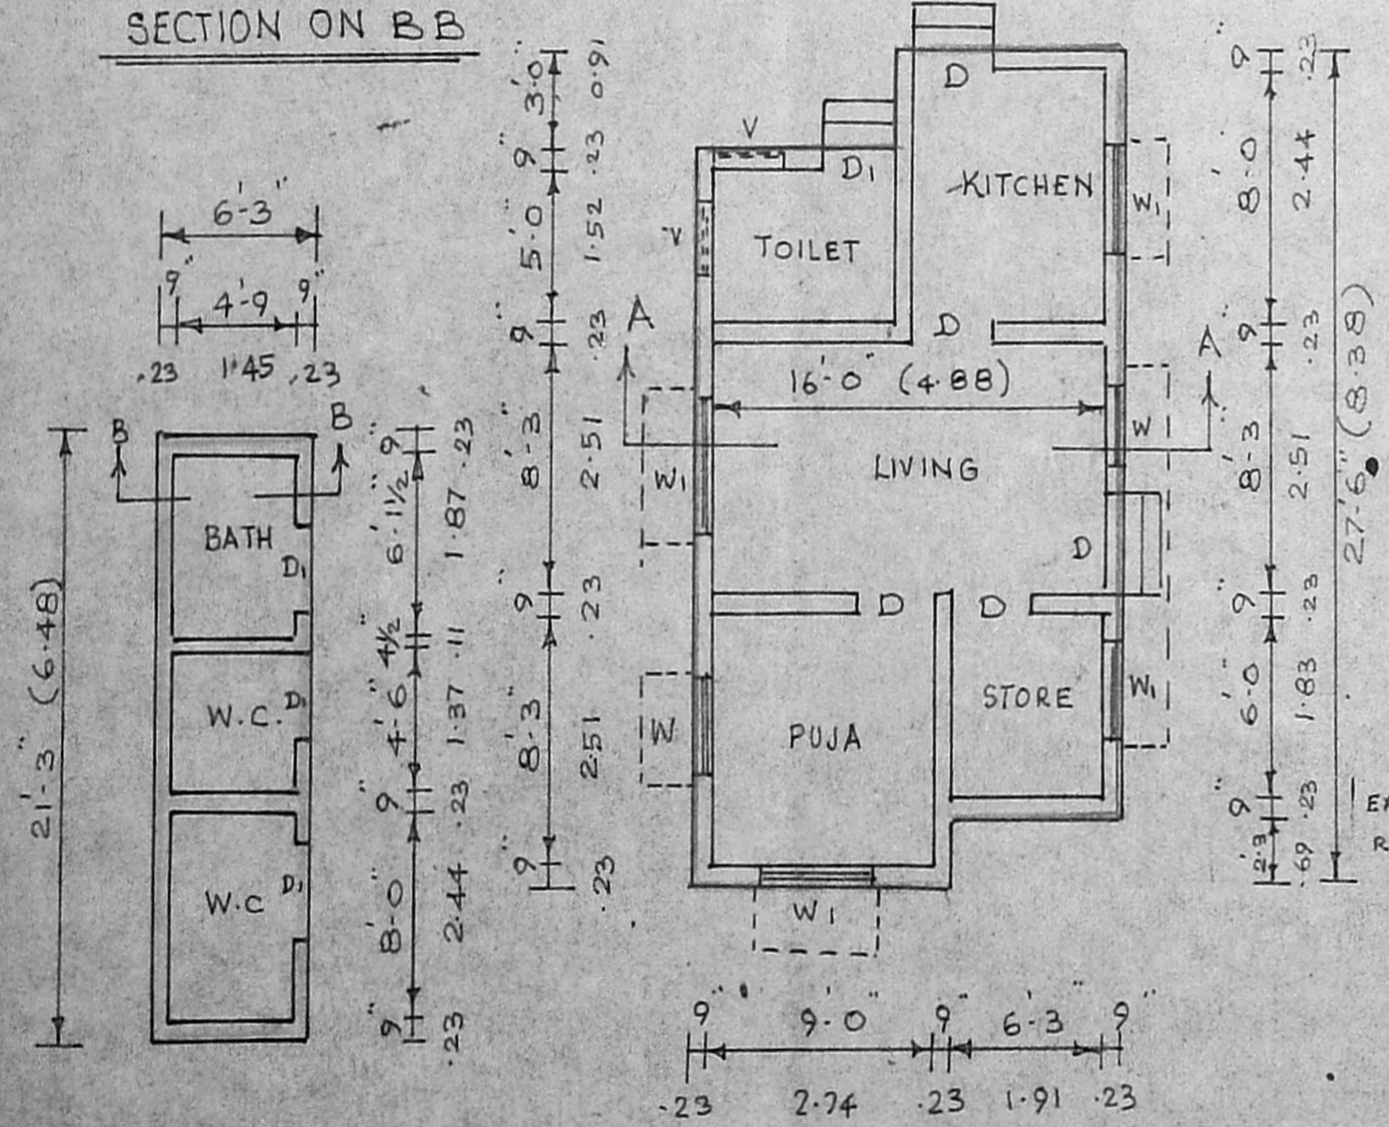 SECTION ON BB
6'-3"
9" 4'-9 9"
.23 1.45 .23
B B
BATH
D1
W.C. D1
W.C D1
21'-3" (6.48)
9" .23
6'-1 1/2" 1.87
4 1/2" .11
4'-6" 1.37
9" .23
8'-0" 2.44
9" .23
3'-0" 0.91
9" .23
5'-0" 1.52
9" .23
8'-3" 2.51
9" .23
8'-3" 2.51
9" .23
D
V D1
KITCHEN
V TOILET
W1
A D A
16'-0" (4.88)
W
LIVING
W1
D
D D
STORE
W1
W
PUJA
W1
9" .23
8'-0" 2.44
9" .23
8'-3" 2.51
9" .23
6'-0" 1.83
9" .23
2'3" .69
27'-6" (8.38)
9" 9'-0" 9" 6'-3" 9"
.23 2.74 .23 1.91 .23